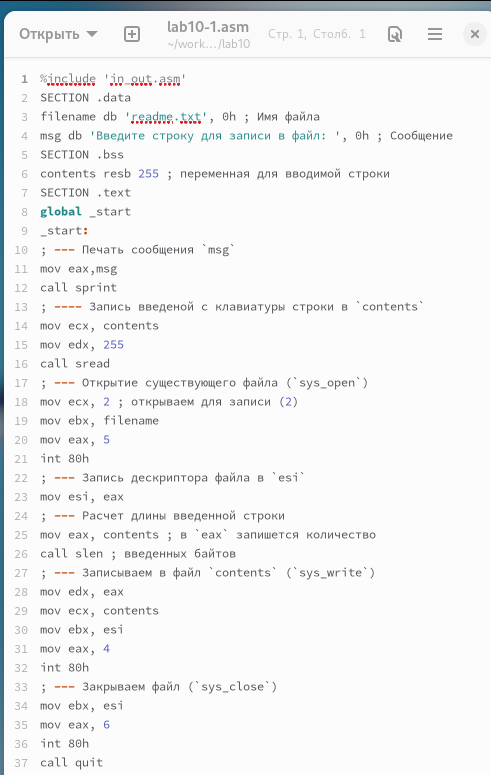 Открыть
lab10-1.asm
~/work…/lab10
Стр. 1, Столб. 1
1 %include 'in_out.asm'
2 SECTION .data
3 filename db 'readme.txt', 0h ; Имя файла
4 msg db 'Введите строку для записи в файл: ', 0h ; Сообщение
5 SECTION .bss
6 contents resb 255 ; переменная для вводимой строки
7 SECTION .text
8 global _start
9 _start:
10 ; --- Печать сообщения `msg`
11 mov eax,msg
12 call sprint
13 ; ---- Запись введеной с клавиатуры строки в `contents`
14 mov ecx, contents
15 mov edx, 255
16 call sread
17 ; --- Открытие существующего файла (`sys_open`)
18 mov ecx, 2 ; открываем для записи (2)
19 mov ebx, filename
20 mov eax, 5
21 int 80h
22 ; --- Запись дескриптора файла в `esi`
23 mov esi, eax
24 ; --- Расчет длины введенной строки
25 mov eax, contents ; в `eax` запишется количество
26 call slen ; введенных байтов
27 ; --- Записываем в файл `contents` (`sys_write`)
28 mov edx, eax
29 mov ecx, contents
30 mov ebx, esi
31 mov eax, 4
32 int 80h
33 ; --- Закрываем файл (`sys_close`)
34 mov ebx, esi
35 mov eax, 6
36 int 80h
37 call quit